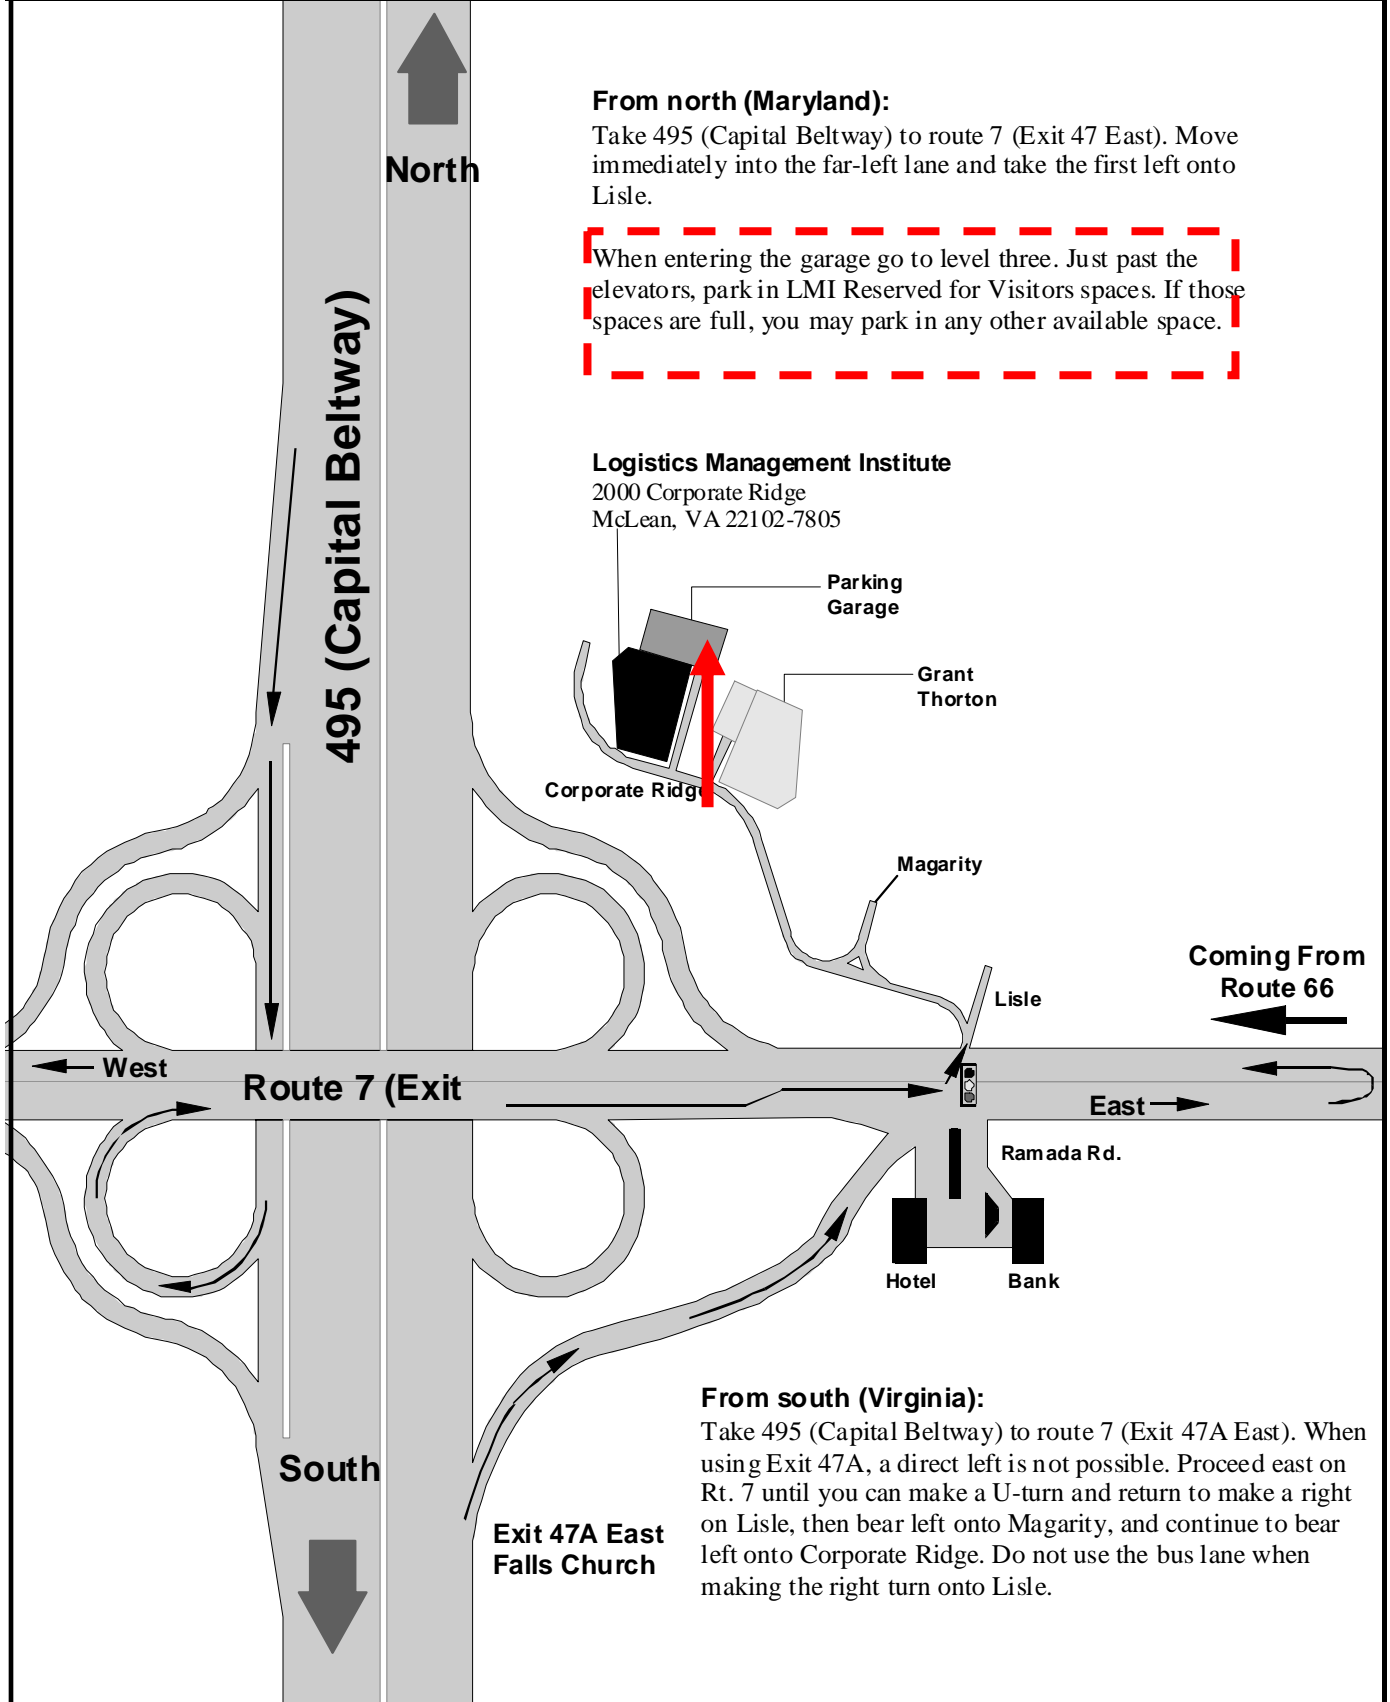 From north (Maryland):
Take 495 (Capital Beltway) to route 7 (Exit 47 East). Move
immediately into the far-left lane and take the first left onto
Lisle.
North
When entering the garage go to level three. Just past the
elevators, park in LMI Reserved for Visitors spaces. If those
spaces are full, you may park in any other available space.
495 (Capital Beltway)
Logistics Management Institute
2000 Corporate Ridge
McLean, VA 22102-7805
Parking
Garage
Grant
Thorton
Corporate Ridge
Magarity
Coming From
Route 66
Lisle
West
Route 7 (Exit
East
Ramada Rd.
Hotel
Bank
From south (Virginia):
Take 495 (Capital Beltway) to route 7 (Exit 47A East). When
using Exit 47A, a direct left is not possible. Proceed east on
Rt. 7 until you can make a U-turn and return to make a right
on Lisle, then bear left onto Magarity, and continue to bear
left onto Corporate Ridge. Do not use the bus lane when
making the right turn onto Lisle.
South
Exit 47A East
Falls Church